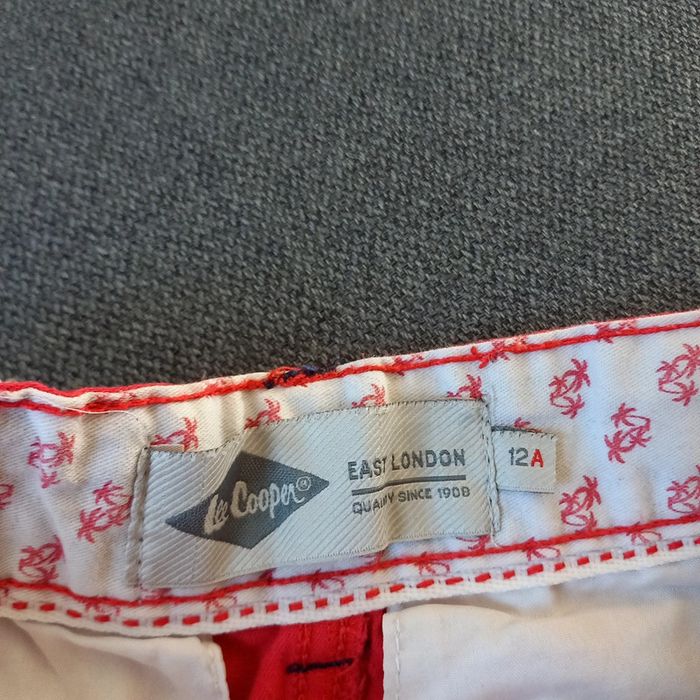 Lee Cooper®
EAST LONDON
QUALITY SINCE 1908
12A